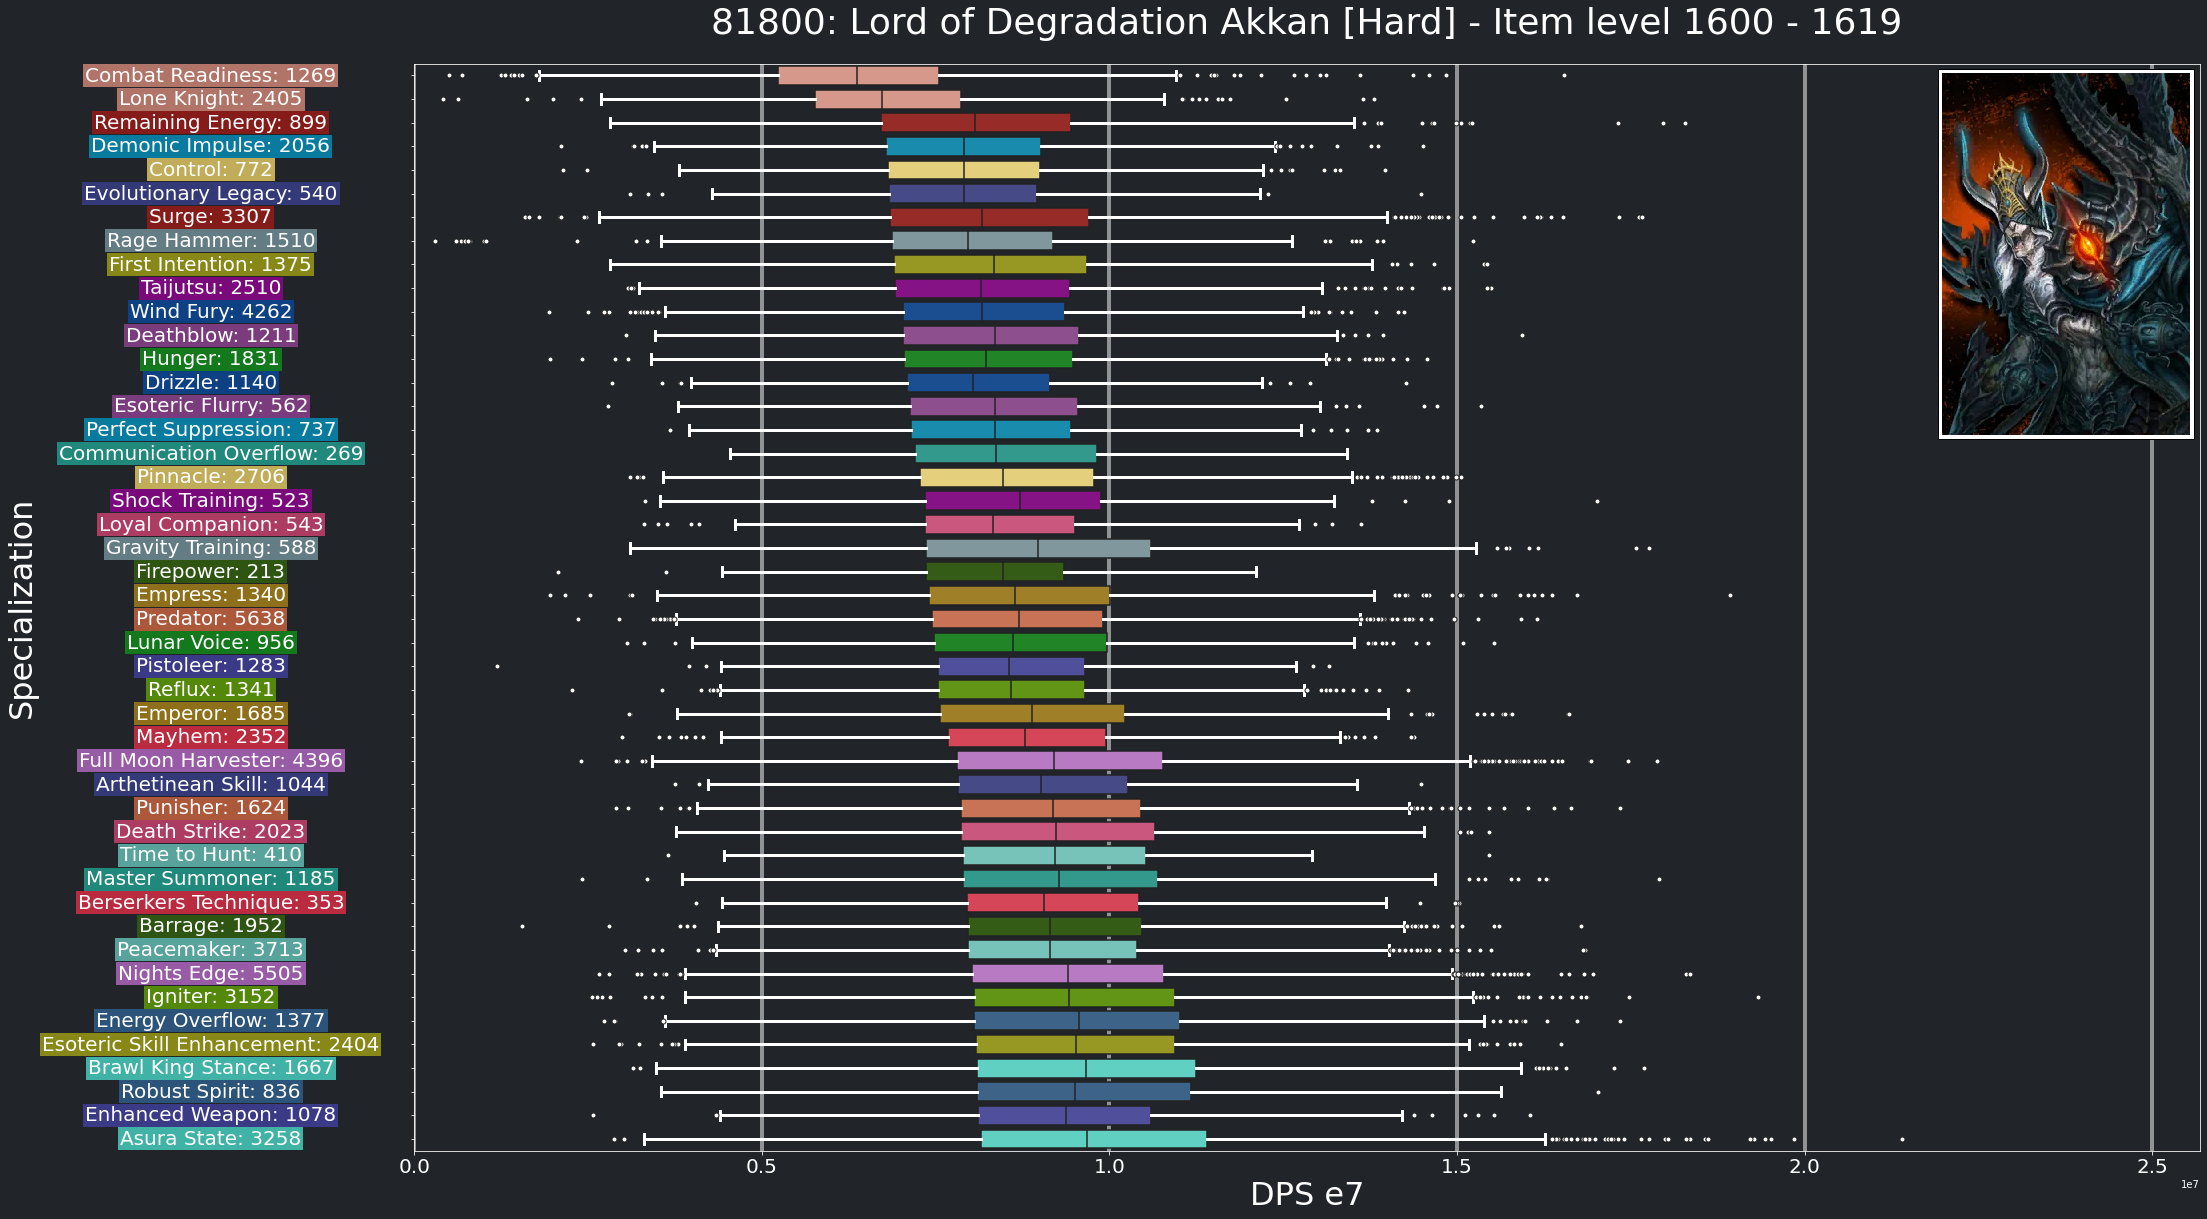 81800: Lord of Degradation Akkan [Hard] - Item level 1600 - 1619
Combat Readiness: 1269
Lone Knight: 2405
Remaining Energy: 899
Demonic Impulse: 2056
Control: 772
Evolutionary Legacy: 540
Surge: 3307
Rage Hammer: 1510
First Intention: 1375
Taijutsu: 2510
Wind Fury: 4262
Deathblow: 1211
Hunger: 1831
Drizzle: 1140
Esoteric Flurry: 562
Perfect Suppression: 737
Communication Overflow: 269
Pinnacle: 2706
Shock Training: 523
Loyal Companion: 543
Gravity Training: 588
Firepower: 213
Empress: 1340
Predator: 5638
Lunar Voice: 956
Pistoleer: 1283
Reflux: 1341
Emperor: 1685
Mayhem: 2352
Full Moon Harvester: 4396
Arthetinean Skill: 1044
Punisher: 1624
Death Strike: 2023
Time to Hunt: 410
Master Summoner: 1185
Berserkers Technique: 353
Barrage: 1952
Peacemaker: 3713
Nights Edge: 5505
Igniter: 3152
Energy Overflow: 1377
Esoteric Skill Enhancement: 2404
Brawl King Stance: 1667
Robust Spirit: 836
Enhanced Weapon: 1078
Asura State: 3258
Specialization
0.0 0.5 1.0 1.5 2.0 2.5
1e7
DPS e7